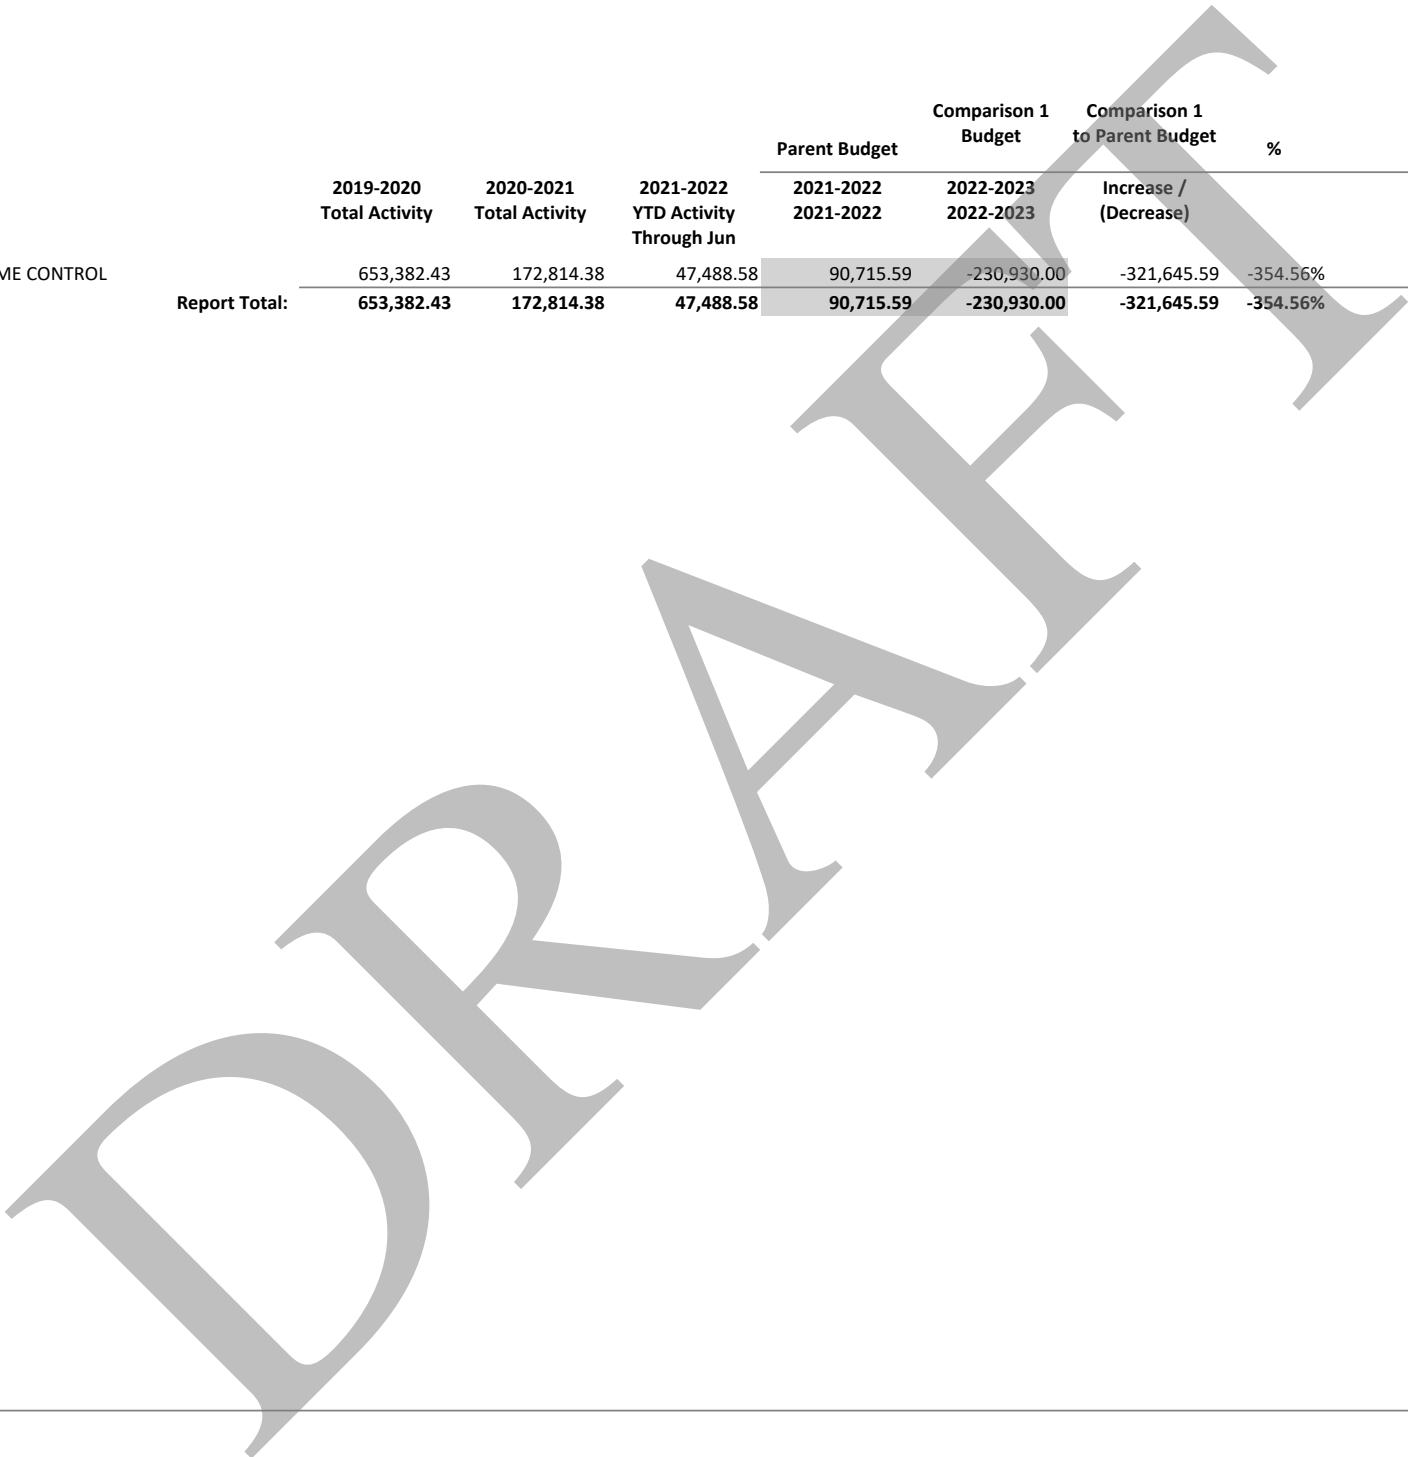 Comparison 1 Comparison 1
Parent Budget Budget to Parent Budget %
2019-2020 2020-2021 2021-2022 2021-2022 2022-2023 Increase /
Total Activity Total Activity YTD Activity 2021-2022 2022-2023 (Decrease)
Through Jun
ME CONTROL 653,382.43 172,814.38 47,488.58 90,715.59 -230,930.00 -321,645.59 -354.56%
Report Total: 653,382.43 172,814.38 47,488.58 90,715.59 -230,930.00 -321,645.59 -354.56%
DRAFT